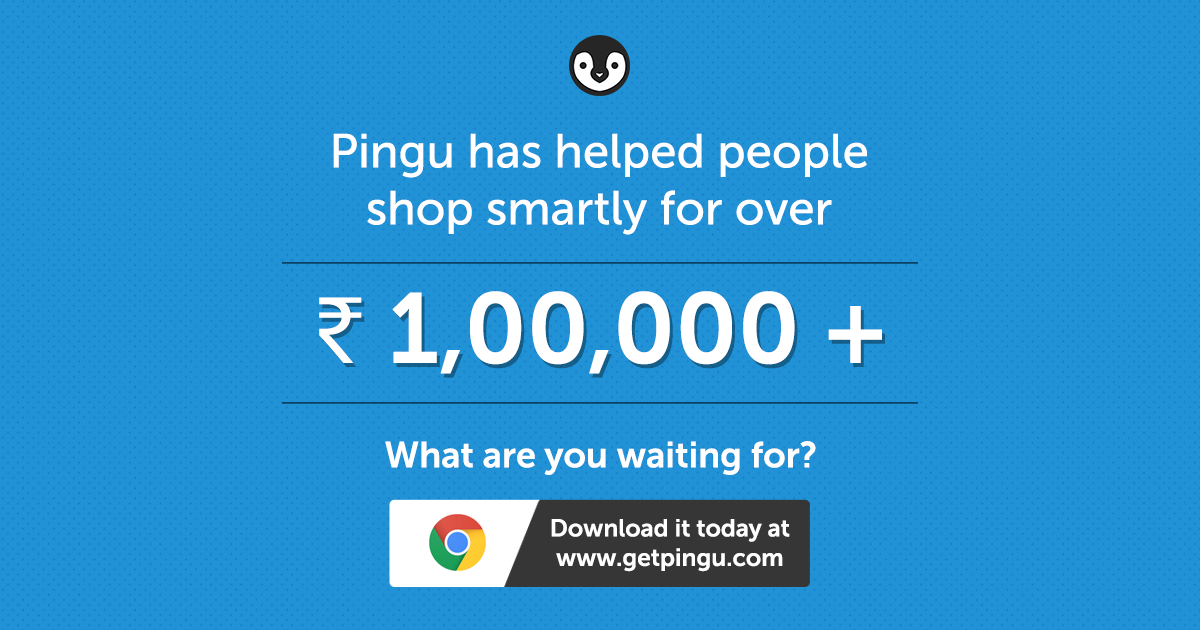 Pingu has helped people
shop smartly for over
₹ 1,00,000 +
What are you waiting for?
Download it today at
www.getpingu.com